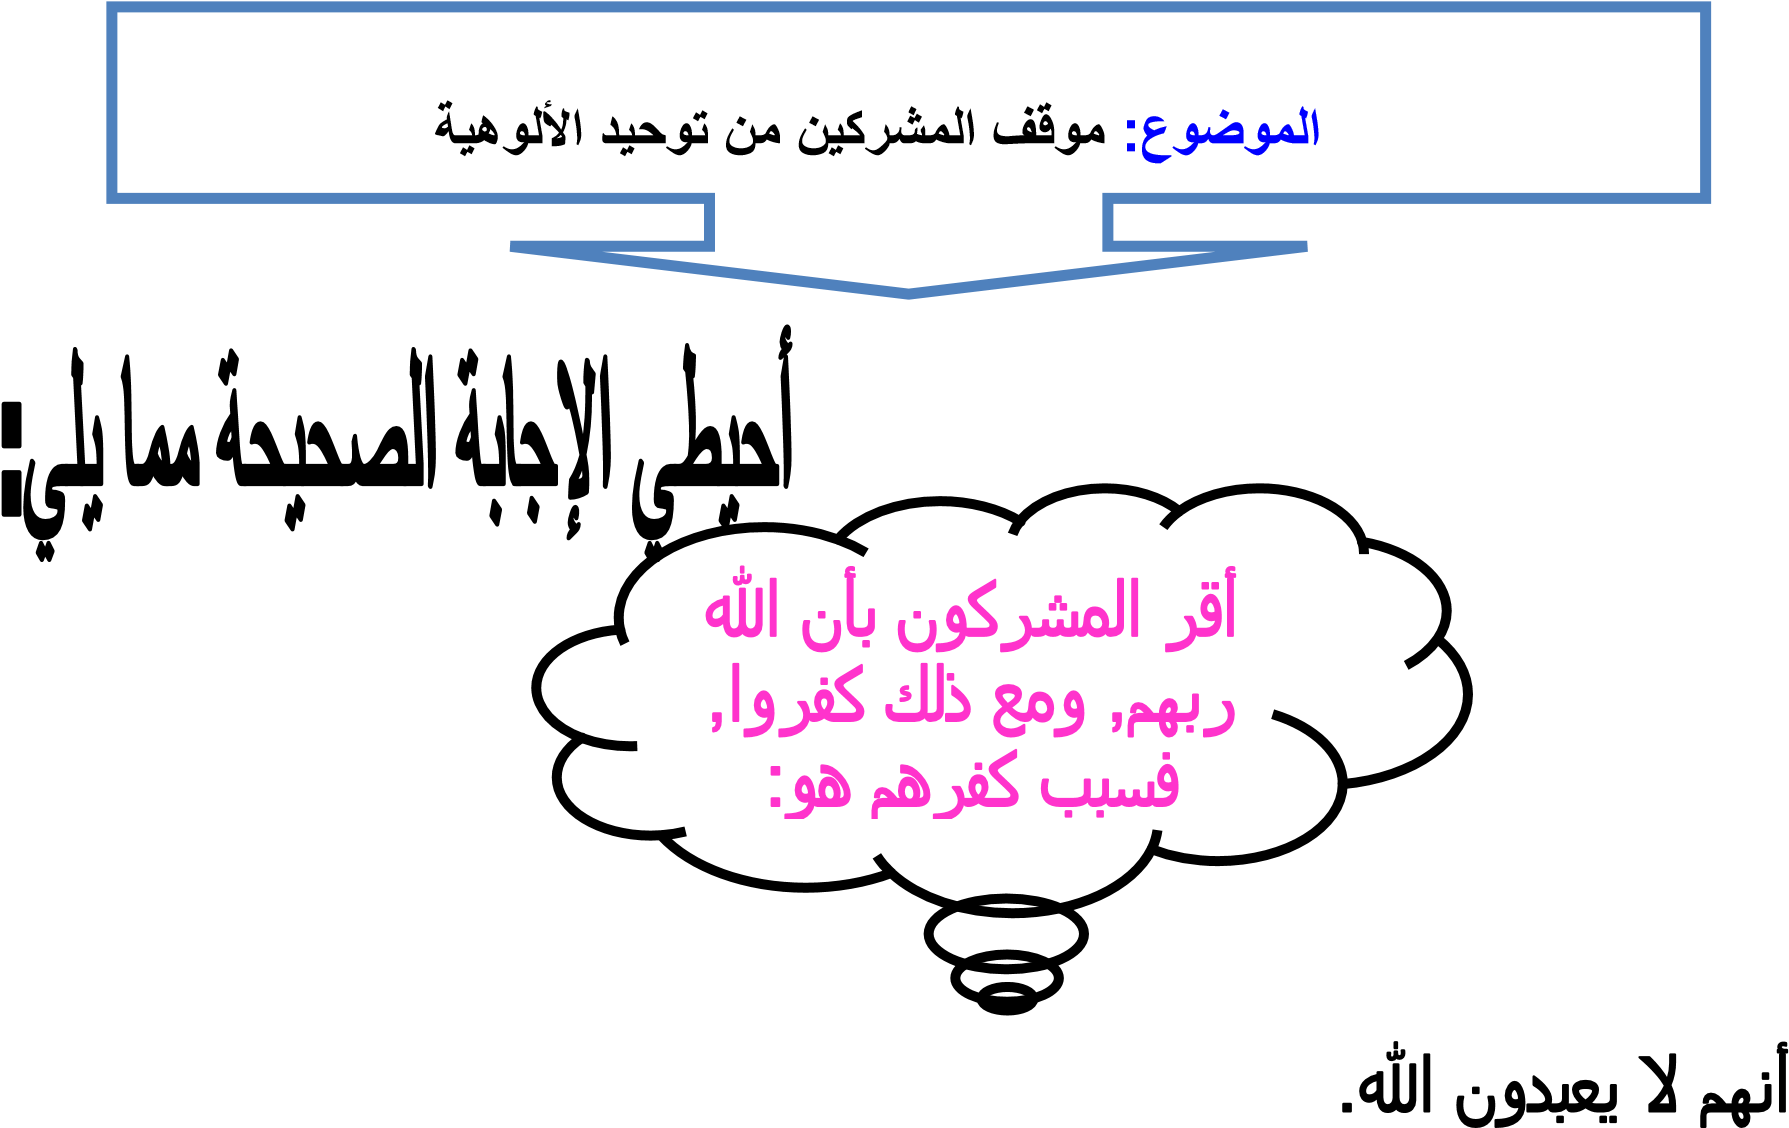 الموضوع: موقف المشركين من توحيد الألوهية
أحيطي الإجابة الصحيحة مما يلي:
أقر المشركون بأن الله
ربهم, ومع ذلك كفروا,
فسبب كفرهم هو:
أنهم لا يعبدون الله.